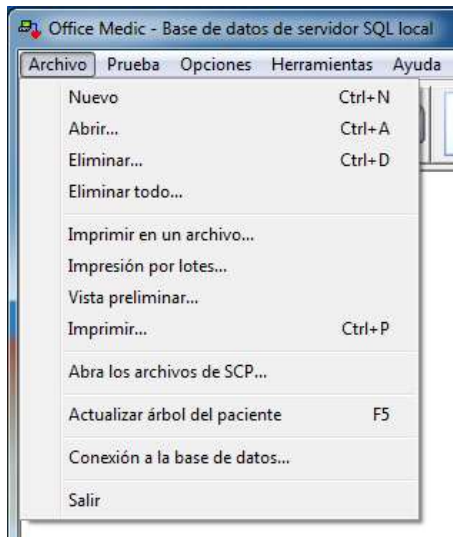 Office Medic - Base de datos de servidor SQL local
Archivo Prueba Opciones Herramientas Ayuda
Nuevo Ctrl+N
Abrir... Ctrl+A
Eliminar... Ctrl+D
Eliminar todo...
Imprimir en un archivo...
Impresión por lotes...
Vista preliminar...
Imprimir... Ctrl+P
Abra los archivos de SCP...
Actualizar árbol del paciente F5
Conexión a la base de datos...
Salir